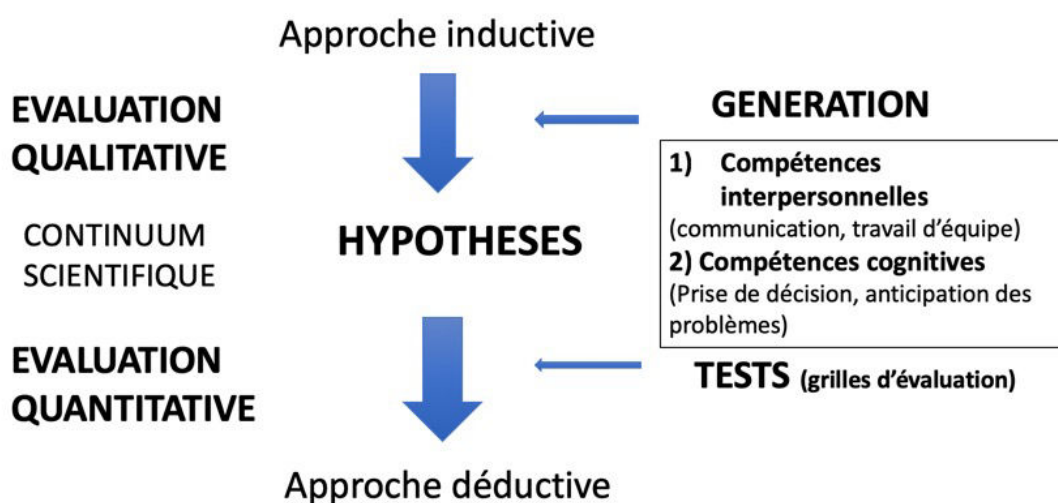 Approche inductive
EVALUATION
QUALITATIVE
GENERATION
1) Compétences
interpersonnelles
(communication, travail d'équipe)
2) Compétences cognitives
(Prise de décision, anticipation des
problèmes)
CONTINUUM
SCIENTIFIQUE
HYPOTHESES
EVALUATION
QUANTITATIVE
TESTS (grilles d'évaluation)
Approche déductive